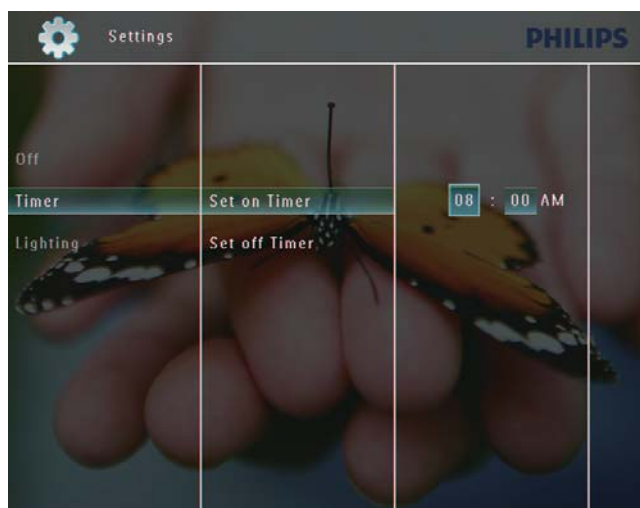 Settings
PHILIPS
Off
Timer
Set on Timer
08 : 00 AM
Lighting
Set off Timer